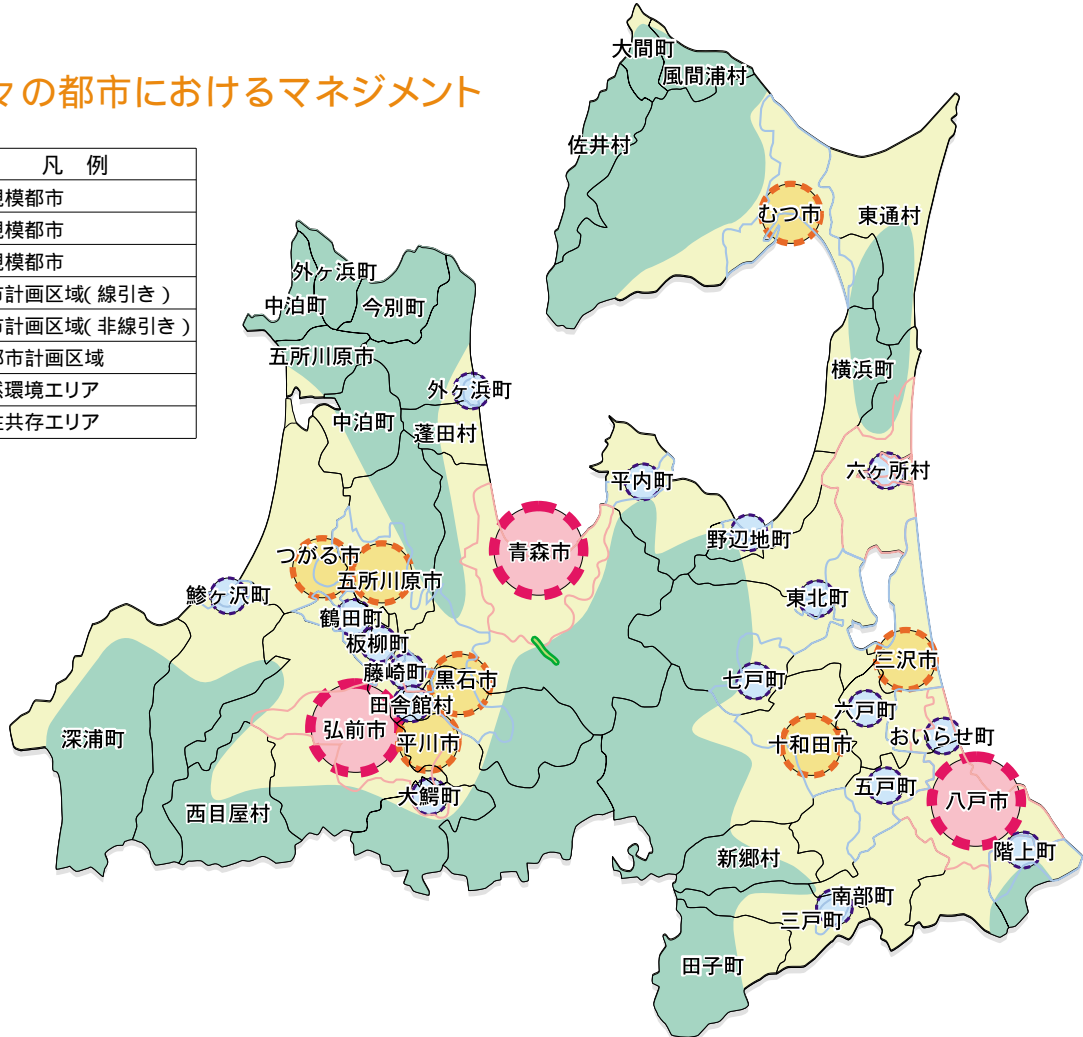 々の都市におけるマネジメント
凡 例
規模都市
規模都市
規模都市
市計画区域(線引き)
市計画区域(非線引き)
都市計画区域
然環境エリア
生共存エリア
大間町
風間浦村
佐井村
むつ市
東通村
外ヶ浜町
中泊町
今別町
五所川原市
横浜町
外ヶ浜町
中泊町
蓬田村
六ヶ所村
平内町
野辺地町
青森市
つがる市
五所川原市
鰺ヶ沢町
東北町
鶴田町
板柳町
藤崎町
黒石市
三沢市
七戸町
田舎館村
六戸町
弘前市
平川市
おいらせ町
深浦町
十和田市
五戸町
大鰐町
八戸市
西目屋村
新郷村
階上町
南部町
三戸町
田子町